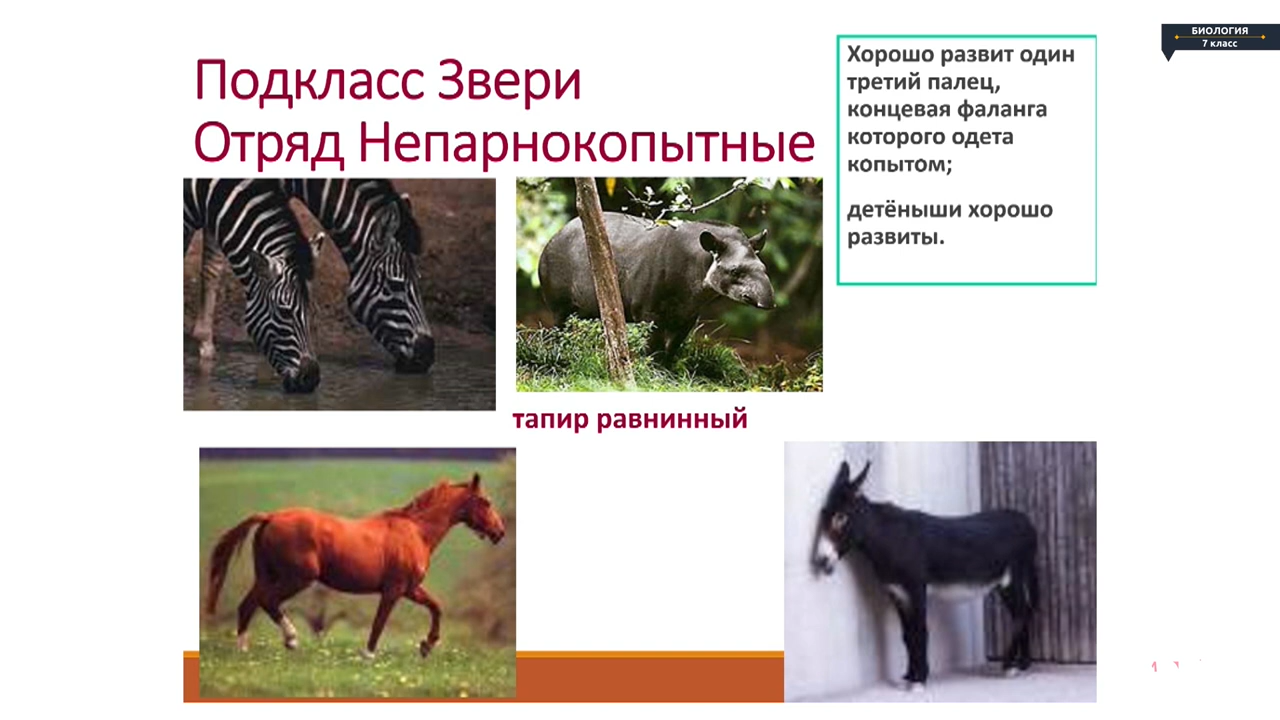 Подкласс Звери
Отряд Непарнокопытные
БИОЛОГИЯ
7 класс
Хорошо развит один
третий палец,
концевая фаланга
которого одета
копытом;
детёныши хорошо
развиты.
тапир равнинный